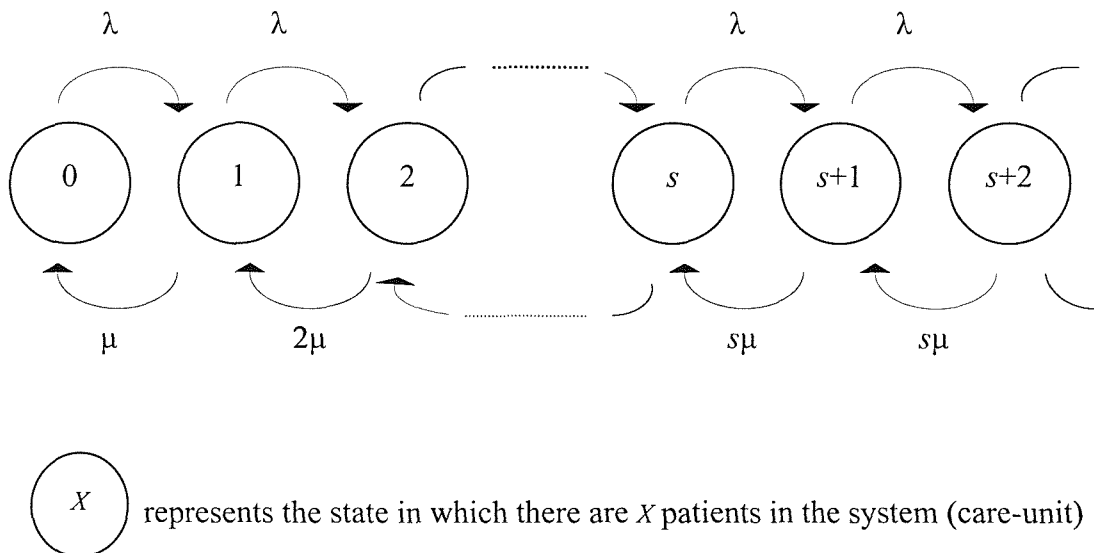 λ λ λ λ
0 1 2 s s+1 s+2
μ 2μ sμ sμ
X represents the state in which there are X patients in the system (care-unit)